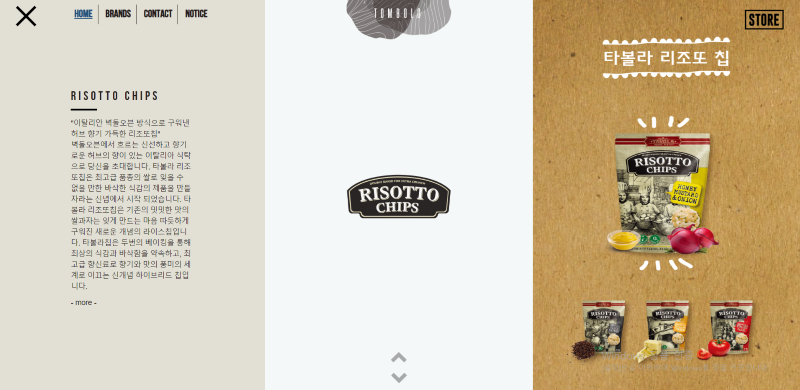 HOME
BRANDS
CONTACT
NOTICE
RISOTTO CHIPS
"이탈리안 벽돌오븐 방식으로 구워낸
허브 향기 가득한 리조또칩"
벽돌오븐에서 흐르는 신선하고 향기
로운 허브의 향이 있는 이탈리아 식탁
으로 당신을 초대합니다. 타볼라 리조
또칩은 최고급 품종의 쌀로 잊을 수
없을 만한 바삭한 식감의 제품을 만들
자라는 신념에서 시작 되었습니다. 타
볼라 리조또칩은 기존의 밋밋한 맛의
쌀과자는 잊게 만드는 마음 따듯하게
구워진 새로운 개념의 라이스칩입니
다. 타볼라칩은 두번의 베이킹을 통해
최상의 식감과 바삭함을 약속하고, 최
고급 향신료로 향기와 맛의 풍미의 세
계로 이끄는 신개념 하이브리드 칩입
니다.
- more -
TOMBOLO
RISOTTO
CHIPS
STORE
타볼라 리조또 칩
RISOTTO
CHIPS
HONEY
MUSTARD
& ONION
RISOTTO
CHIPS
RISOTTO
CHIPS
RISOTTO
CHIPS